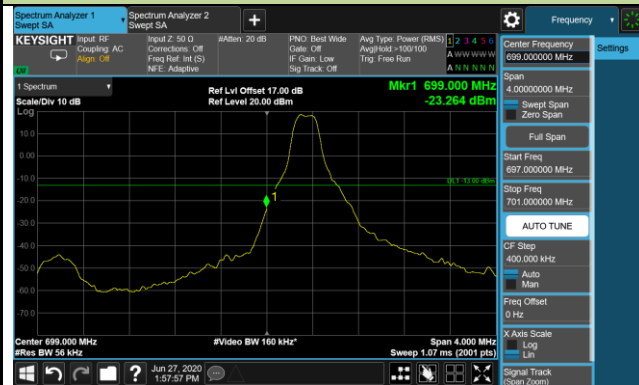 Spectrum Analyzer 1
Swept SA
Spectrum Analyzer 2
Swept SA
+
Frequency
KEYSIGHT
Input: RF
Coupling: AC
Align: Off
Input Z: 50 Ω
Corrections: Off
Freq Ref: Int (S)
NFE: Adaptive
#Atten: 20 dB
PNO: Best Wide
Gate: Off
IF Gain: Low
Sig Track: Off
Avg Type: Power (RMS)
Avg|Hold:>100/100
Trig: Free Run
1 2 3 4 5 6
A W W W W W
A N N N N N
LXI
1 Spectrum
Scale/Div 10 dB
Ref Lvl Offset 17.00 dB
Ref Level 20.00 dBm
Mkr1 699.000 MHz
-23.264 dBm
Log
10.0
0.00
-10.0
-20.0
-30.0
-40.0
-50.0
-60.0
-70.0
DL1 -13.00 dBm
1
Center 699.000 MHz
#Res BW 56 kHz
#Video BW 160 kHz*
Span 4.000 MHz
Sweep 1.07 ms (2001 pts)
Jun 27, 2020
1:57:57 PM
?
Center Frequency
699.000000 MHz
Span
4.00000000 MHz
Swept Span
Zero Span
Full Span
Start Freq
697.000000 MHz
Stop Freq
701.000000 MHz
AUTO TUNE
CF Step
400.000 kHz
Auto
Man
Freq Offset
0 Hz
X Axis Scale
Log
Lin
Signal Track
(Span Zoom)
Settings